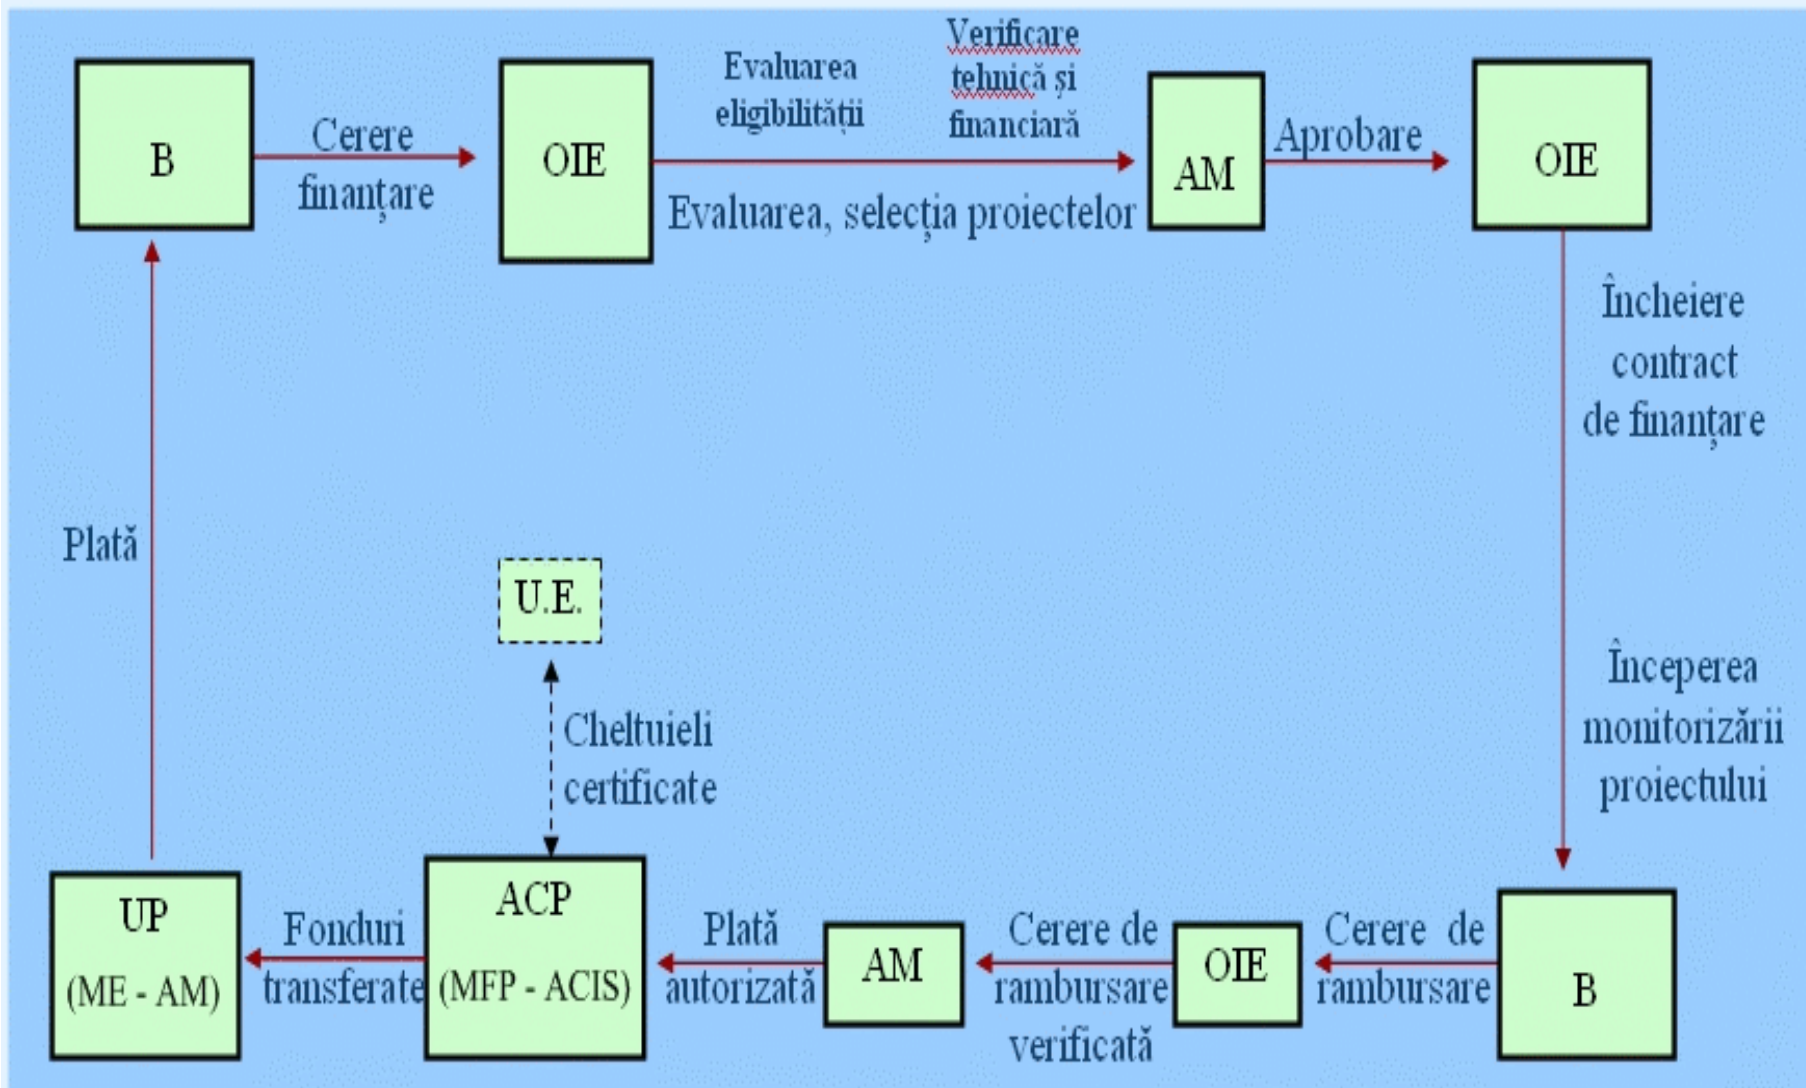 B
Cerere
finanțare
OIE
Evaluarea
eligibilității
Verificare
tehnică și
financiară
Evaluarea, selecția proiectelor
AM
Aprobare
OIE
Încheiere
contract
de finanțare
Începerea
monitorizării
proiectului
B
Cerere de
rambursare
OIE
Cerere de
rambursare
verificată
AM
Plată
autorizată
ACP
(MFP - ACIS)
Cheltuieli
certificate
U.E.
Fonduri
transferate
UP
(ME - AM)
Plată